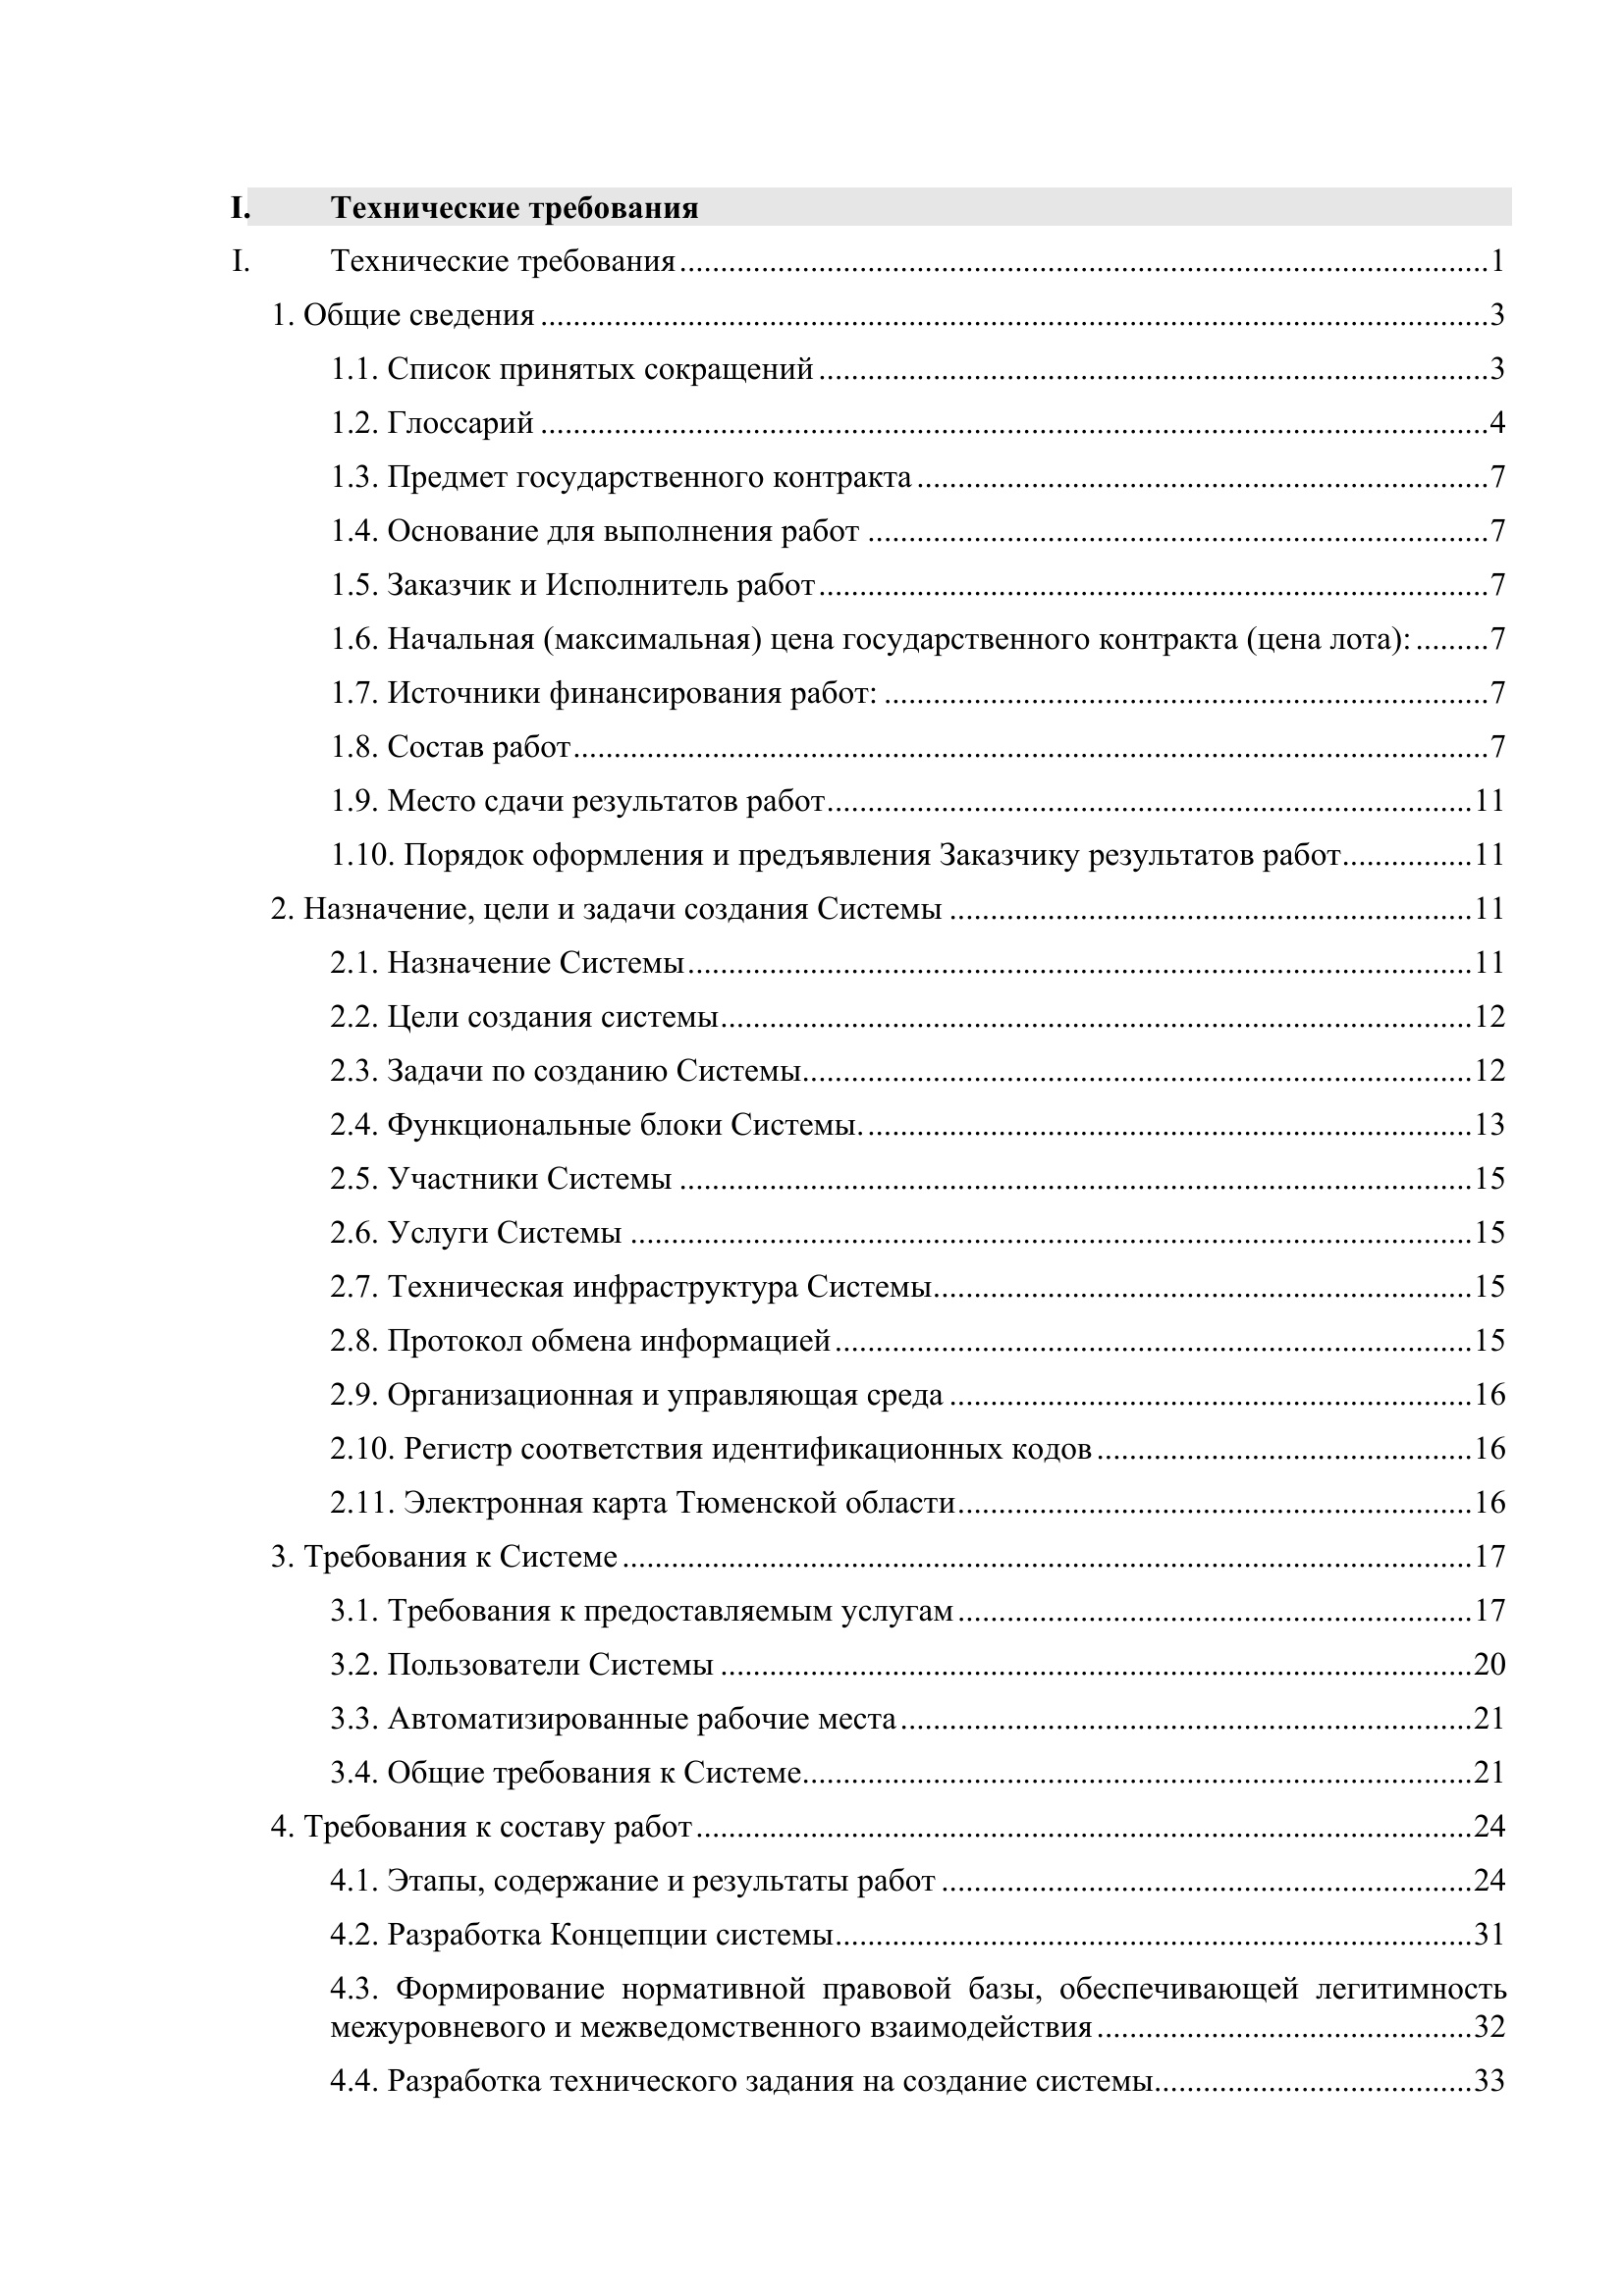 I. Технические требования
I. Технические требования 1
1. Общие сведения 3
1.1. Список принятых сокращений 3
1.2. Глоссарий 4
1.3. Предмет государственного контракта 7
1.4. Основание для выполнения работ 7
1.5. Заказчик и Исполнитель работ 7
1.6. Начальная (максимальная) цена государственного контракта (цена лота): 7
1.7. Источники финансирования работ: 7
1.8. Состав работ 7
1.9. Место сдачи результатов работ 11
1.10. Порядок оформления и предъявления Заказчику результатов работ 11
2. Назначение, цели и задачи создания Системы 11
2.1. Назначение Системы 11
2.2. Цели создания системы 12
2.3. Задачи по созданию Системы 12
2.4. Функциональные блоки Системы. 13
2.5. Участники Системы 15
2.6. Услуги Системы 15
2.7. Техническая инфраструктура Системы 15
2.8. Протокол обмена информацией 15
2.9. Организационная и управляющая среда 16
2.10. Регистр соответствия идентификационных кодов 16
2.11. Электронная карта Тюменской области 16
3. Требования к Системе 17
3.1. Требования к предоставляемым услугам 17
3.2. Пользователи Системы 20
3.3. Автоматизированные рабочие места 21
3.4. Общие требования к Системе 21
4. Требования к составу работ 24
4.1. Этапы, содержание и результаты работ 24
4.2. Разработка Концепции системы 31
4.3. Формирование нормативной правовой базы, обеспечивающей легитимность
межуровневого и межведомственного взаимодействия 32
4.4. Разработка технического задания на создание системы 33